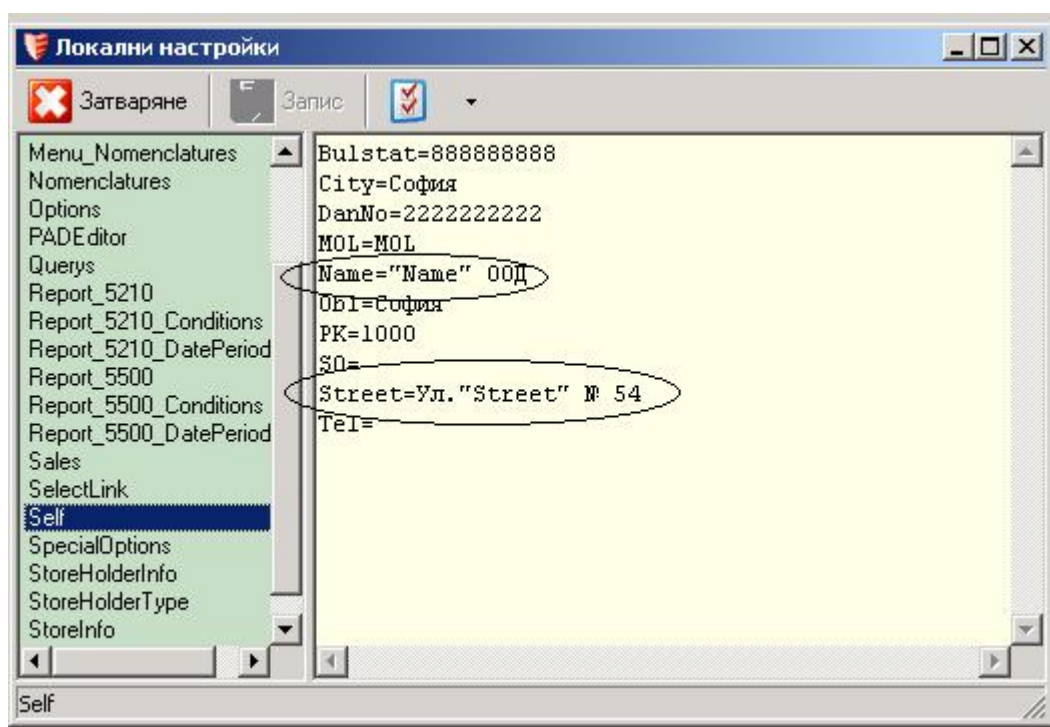 Локални настройки
Затваряне
Запис
Menu_Nomenclatures
Nomenclatures
Options
PADEditor
Querys
Report_5210
Report_5210_Conditions
Report_5210_DatePeriod
Report_5500
Report_5500_Conditions
Report_5500_DatePeriod
Sales
SelectLink
Self
SpecialOptions
StoreHolderInfo
StoreHolderType
StoreInfo
Bulstat=888888888
City=София
DanNo=2222222222
MOL=MOL
Name="Name" ООД
Obl=София
PK=1000
SO=
Street=Ул."Street" № 54
Tel=
Self